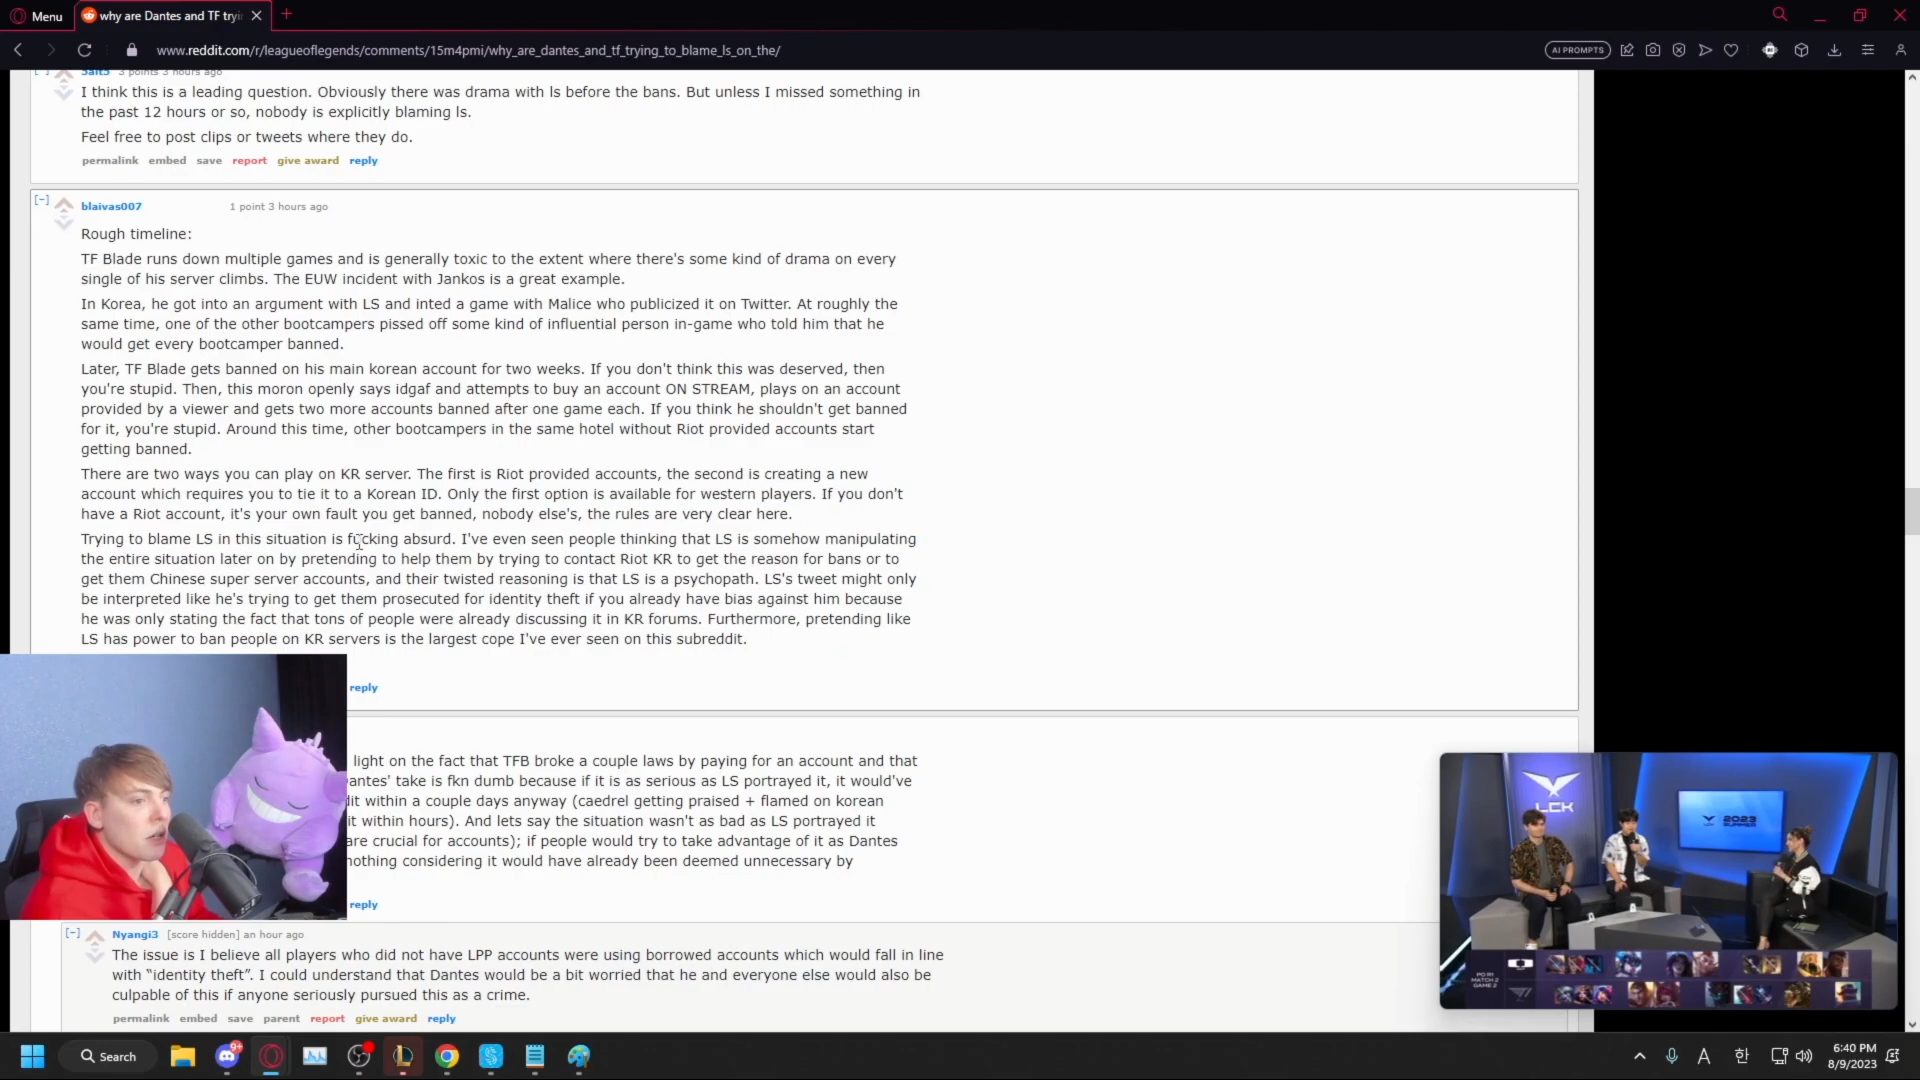 Menu
why are Dantes and TF tryi
www.reddit.com/r/leagueoflegends/comments/15m4pmi/why_are_dantes_and_tf_trying_to_blame_ls_on_the/
AI PROMPTS
3 points 3 hours ago
I think this is a leading question. Obviously there was drama with ls before the bans. But unless I missed something in
the past 12 hours or so, nobody is explicitly blaming ls.
Feel free to post clips or tweets where they do.
permalink embed save report give award reply
[-]
blaivas007 1 point 3 hours ago
Rough timeline:
TF Blade runs down multiple games and is generally toxic to the extent where there's some kind of drama on every
single of his server climbs. The EUW incident with Jankos is a great example.
In Korea, he got into an argument with LS and inted a game with Malice who publicized it on Twitter. At roughly the
same time, one of the other bootcampers pissed off some kind of influential person in-game who told him that he
would get every bootcamper banned.
Later, TF Blade gets banned on his main korean account for two weeks. If you don't think this was deserved, then
you're stupid. Then, this moron openly says idgaf and attempts to buy an account ON STREAM, plays on an account
provided by a viewer and gets two more accounts banned after one game each. If you think he shouldn't get banned
for it, you're stupid. Around this time, other bootcampers in the same hotel without Riot provided accounts start
getting banned.
There are two ways you can play on KR server. The first is Riot provided accounts, the second is creating a new
account which requires you to tie it to a Korean ID. Only the first option is available for western players. If you don't
have a Riot account, it's your own fault you get banned, nobody else's, the rules are very clear here.
Trying to blame LS in this situation is fucking absurd. I've even seen people thinking that LS is somehow manipulating
the entire situation later on by pretending to help them by trying to contact Riot KR to get the reason for bans or to
get them Chinese super server accounts, and their twisted reasoning is that LS is a psychopath. LS's tweet might only
be interpreted like he's trying to get them prosecuted for identity theft if you already have bias against him because
he was only stating the fact that tons of people were already discussing it in KR forums. Furthermore, pretending like
LS has power to ban people on KR servers is the largest cope I've ever seen on this subreddit.
reply
light on the fact that TFB broke a couple laws by paying for an account and that
antes' take is fkn dumb because if it is as serious as LS portrayed it, it would've
dit within a couple days anyway (caedrel getting praised + flamed on korean
it within hours). And lets say the situation wasn't as bad as LS portrayed it
are crucial for accounts); if people would try to take advantage of it as Dantes
nothing considering it would have already been deemed unnecessary by
reply
[-]
Nyangi3 [score hidden] an hour ago
The issue is I believe all players who did not have LPP accounts were using borrowed accounts which would fall in line
with “identity theft”. I could understand that Dantes would be a bit worried that he and everyone else would also be
culpable of this if anyone seriously pursued this as a crime.
permalink embed save parent report give award reply
LCK
2023
SUMMER
PO R1
MATCH 2
GAME 2
Search
9+
A
한
6:40 PM
8/9/2023